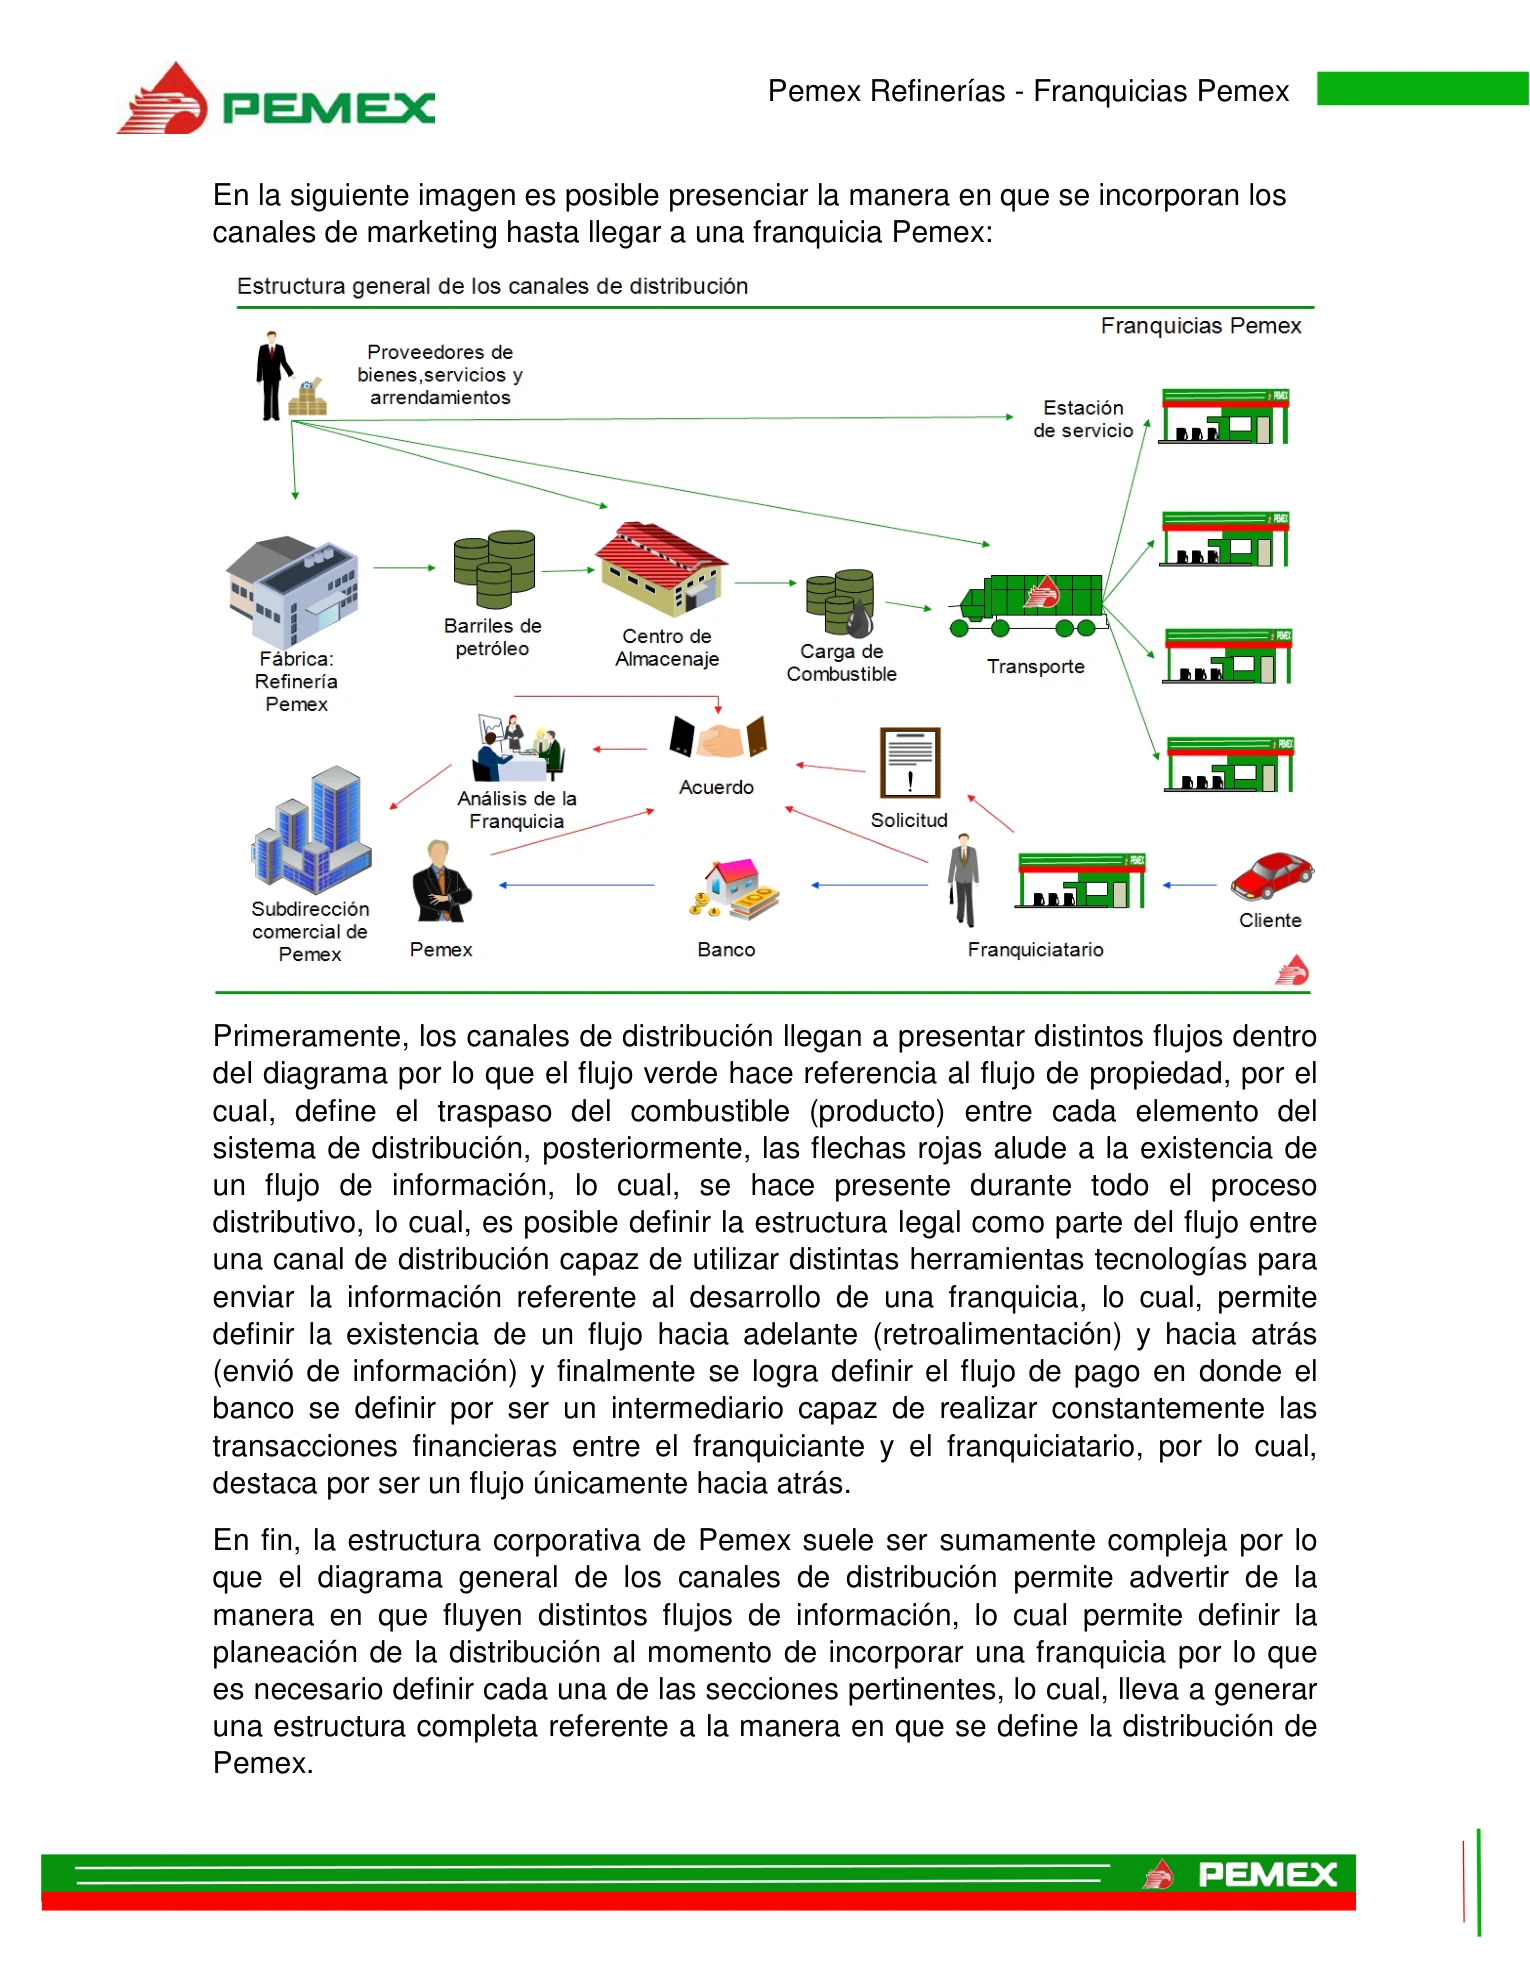 PEMEX
Pemex Refinerías - Franquicias Pemex
En la siguiente imagen es posible presenciar la manera en que se incorporan los
canales de marketing hasta llegar a una franquicia Pemex:
Estructura general de los canales de distribución
Franquicias Pemex
Proveedores de
bienes,servicios y
arrendamientos
Estación
de servicio
PEMEX
PEMEX
PEMEX
PEMEX
Fábrica:
Refinería
Pemex
Barriles de
petróleo
Centro de
Almacenaje
Carga de
Combustible
Transporte
Análisis de la
Franquicia
Acuerdo
Solicitud
Subdirección
comercial de
Pemex
Pemex
Banco
PEMEX
Franquiciatario
Cliente
Primeramente, los canales de distribución llegan a presentar distintos flujos dentro
del diagrama por lo que el flujo verde hace referencia al flujo de propiedad, por el
cual, define el traspaso del combustible (producto) entre cada elemento del
sistema de distribución, posteriormente, las flechas rojas alude a la existencia de
un flujo de información, lo cual, se hace presente durante todo el proceso
distributivo, lo cual, es posible definir la estructura legal como parte del flujo entre
una canal de distribución capaz de utilizar distintas herramientas tecnologías para
enviar la información referente al desarrollo de una franquicia, lo cual, permite
definir la existencia de un flujo hacia adelante (retroalimentación) y hacia atrás
(envió de información) y finalmente se logra definir el flujo de pago en donde el
banco se definir por ser un intermediario capaz de realizar constantemente las
transacciones financieras entre el franquiciante y el franquiciatario, por lo cual,
destaca por ser un flujo únicamente hacia atrás.
En fin, la estructura corporativa de Pemex suele ser sumamente compleja por lo
que el diagrama general de los canales de distribución permite advertir de la
manera en que fluyen distintos flujos de información, lo cual permite definir la
planeación de la distribución al momento de incorporar una franquicia por lo que
es necesario definir cada una de las secciones pertinentes, lo cual, lleva a generar
una estructura completa referente a la manera en que se define la distribución de
Pemex.
PEMEX